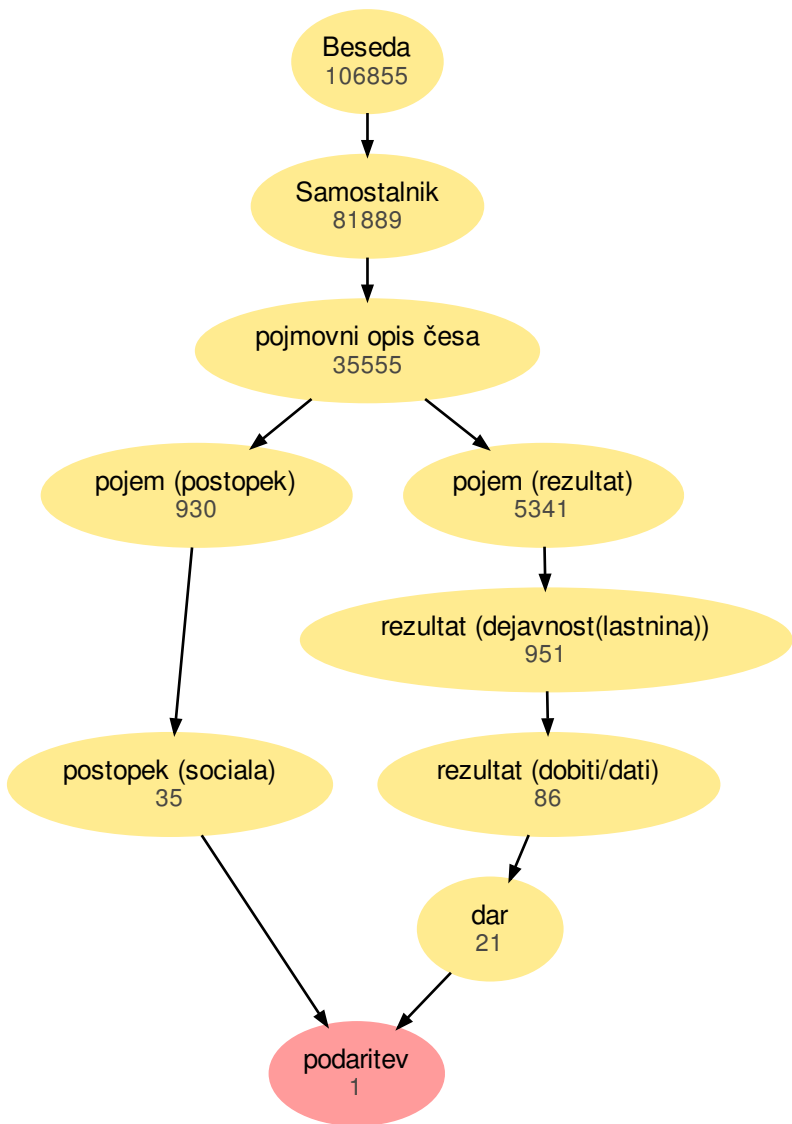 Beseda
106855
Samostalnik
81889
pojmovni opis česa
35555
pojem (postopek)
930
pojem (rezultat)
5341
rezultat (dejavnost(lastnina))
951
postopek (sociala)
35
rezultat (dobiti/dati)
86
dar
21
podaritev
1